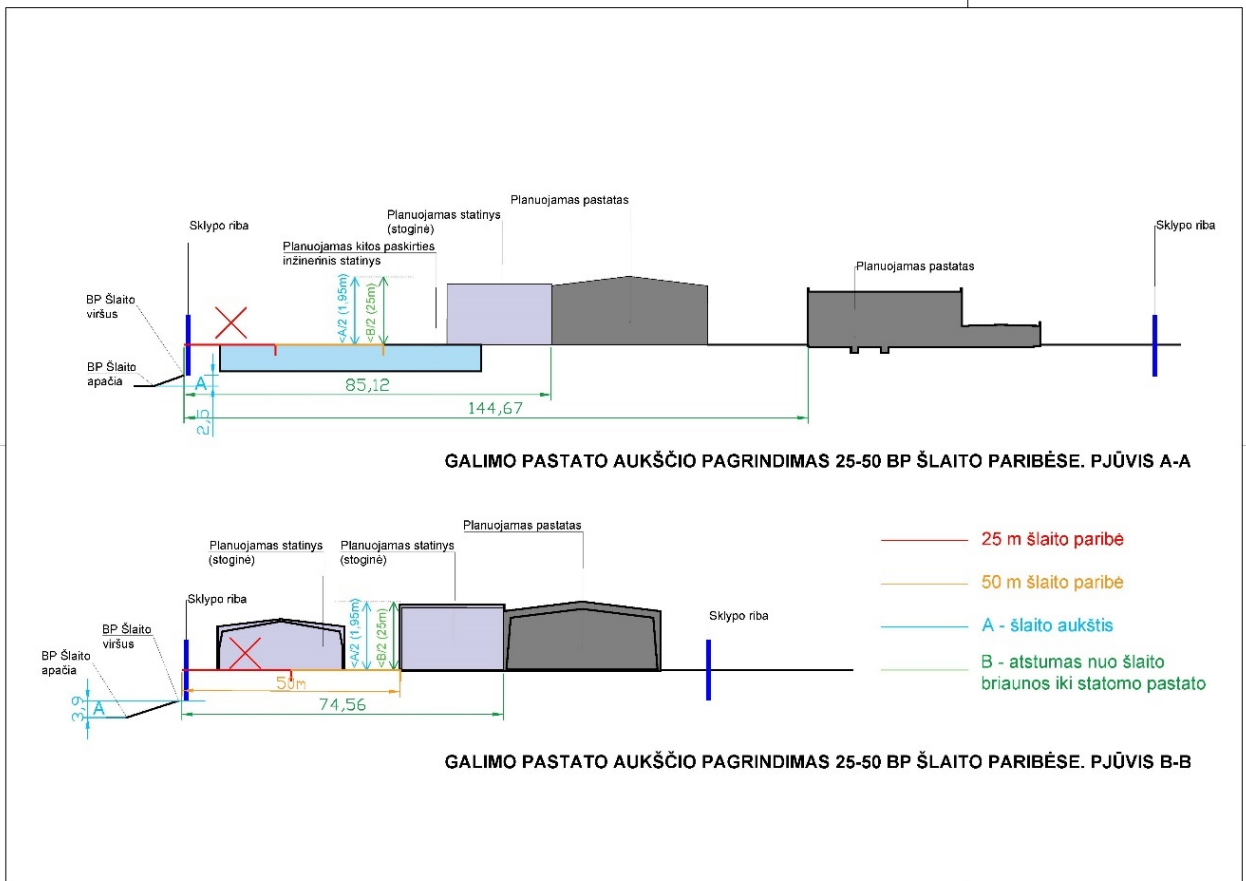 Planuojamas pastatas
Planuojamas statinys
(stoginė)
Sklypo riba
Sklypo riba
Planuojamas kitos paskirties
inžinerinis statinys
Planuojamas pastatas
<A/2 (1,95m)
<B/2 (25m)
BP Šlaito
viršus
BP Šlaito
apačia
A
85,12
144,67
2,5
GALIMO PASTATO AUKŠČIO PAGRINDIMAS 25-50 BP ŠLAITO PARIBĖSE. PJŪVIS A-A
Planuojamas pastatas
Planuojamas statinys
(stoginė)
Planuojamas statinys
(stoginė)
Sklypo riba
Sklypo riba
<A/2 (1,95m)
<B/2 (25m)
BP Šlaito
viršus
BP Šlaito
apačia
50m
3,9
A
74,56
25 m šlaito paribė
50 m šlaito paribė
A - šlaito aukštis
B - atstumas nuo šlaito
briaunos iki statomo pastato
GALIMO PASTATO AUKŠČIO PAGRINDIMAS 25-50 BP ŠLAITO PARIBĖSE. PJŪVIS B-B